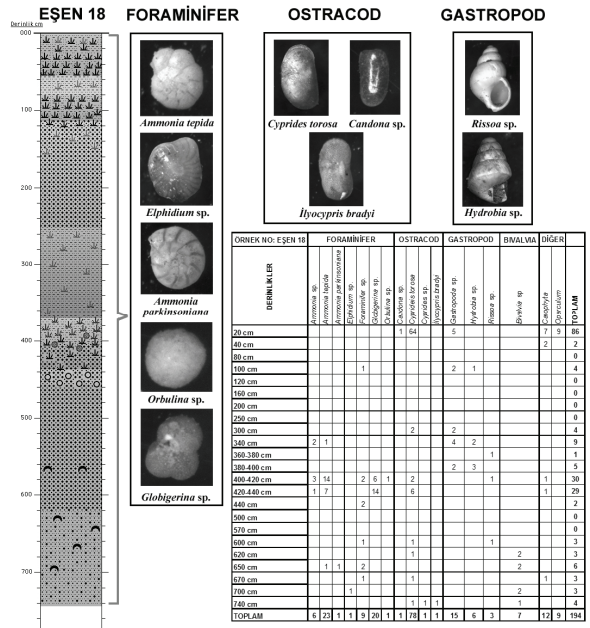 EŞEN 18 FORAMİNİFER OSTRACOD GASTROPOD
Derinlik cm
000
100
200
300
400
500
600
700
Ammonia tepida
Elphidium sp.
Ammonia
parkinsoniana
Orbulina sp.
Globigerina sp.
Cyprides torosa Candona sp.
İlyocypris bradyi
Rissoa sp.
Hydrobia sp.
ÖRNEK NO: EŞEN 18 FORAMİNİFER OSTRACOD GASTROPOD BIVALVIA DİĞER
DERİNLİKLER Ammonia sp. Ammonia tepida Ammonia parkinsoniana Elphidium sp. Foraminifer sp. Globigerina sp. Orbulina sp. Candona sp. Cyprideis torosa Cyprides sp. Ilyocypris bradyi Gastropoda sp. Hydrobia sp. Rissoa sp. Bivalvia sp Operculum TOPLAM
20 cm 1 64 5 7 9 86
40 cm 2 2
80 cm 0
100 cm 1 2 1 4
120 cm 0
160 cm 0
200 cm 0
250 cm 0
300 cm 2 2 4
340 cm 2 1 4 2 9
360-380 cm 1 1
380-400 cm 2 3 5
400-420 cm 3 14 2 6 1 2 1 1 30
420-440 cm 1 7 14 6 1 29
440 cm 2 2
500 cm 0
570 cm 0
600 cm 1 1 1 3
620 cm 1 2 3
650 cm 1 1 2 2 6
670 cm 1 1 1 3
700 cm 1 2 3
740 cm 1 1 1 1 4
TOPLAM 6 23 1 1 9 20 1 1 78 1 1 15 6 3 7 12 9 194